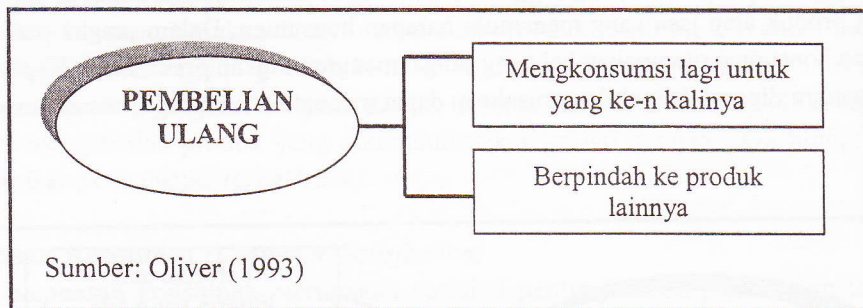 PEMBELIAN
ULANG
Mengkonsumsi lagi untuk
yang ke-n kalinya
Berpindah ke produk
lainnya
Sumber: Oliver (1993)